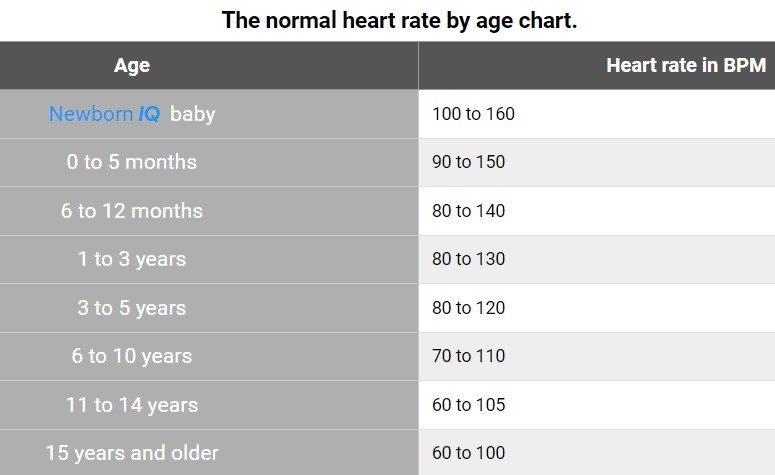 The normal heart rate by age chart.
Age Heart rate in BPM
Newborn IQ baby 100 to 160
0 to 5 months 90 to 150
6 to 12 months 80 to 140
1 to 3 years 80 to 130
3 to 5 years 80 to 120
6 to 10 years 70 to 110
11 to 14 years 60 to 105
15 years and older 60 to 100